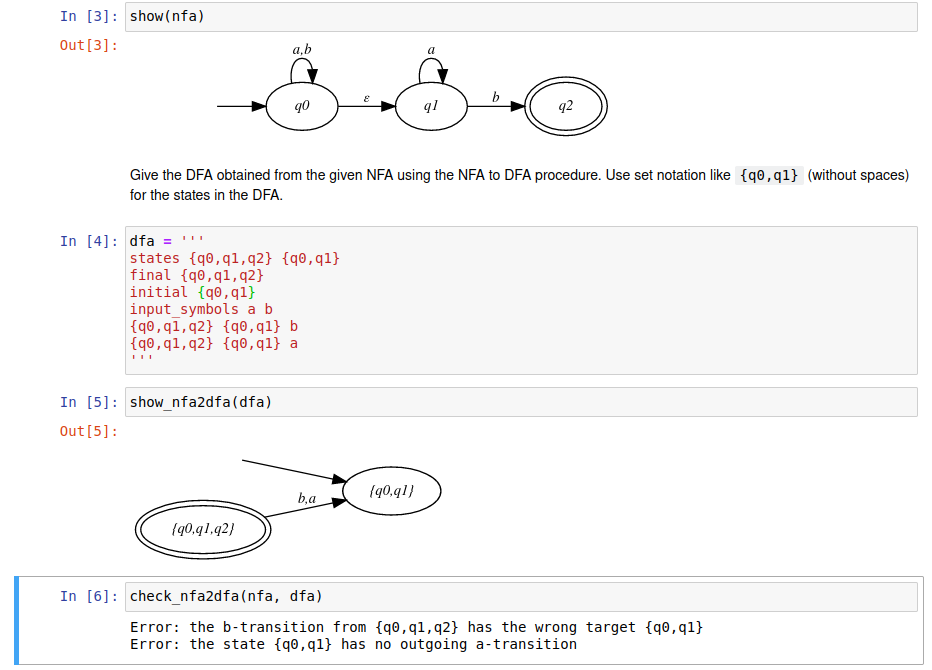 In [3]: show(nfa)
Out[3]:
a,b a
q0 ε q1 b q2
Give the DFA obtained from the given NFA using the NFA to DFA procedure. Use set notation like {q0,q1} (without spaces)
for the states in the DFA.
In [4]: dfa = '''
states {q0,q1,q2} {q0,q1}
final {q0,q1,q2}
initial {q0,q1}
input_symbols a b
{q0,q1,q2} {q0,q1} b
{q0,q1,q2} {q0,q1} a
'''
In [5]: show_nfa2dfa(dfa)
Out[5]:
{q0,q1}
b,a
{q0,q1,q2}
In [6]: check_nfa2dfa(nfa, dfa)
Error: the b-transition from {q0,q1,q2} has the wrong target {q0,q1}
Error: the state {q0,q1} has no outgoing a-transition